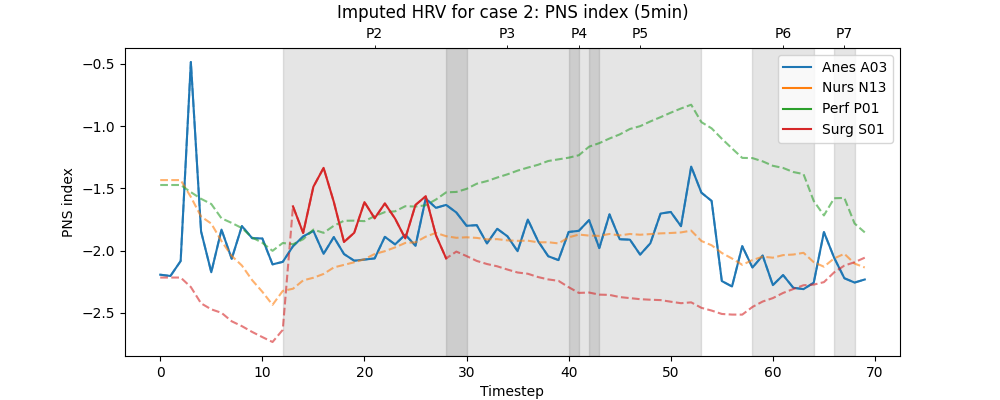 Imputed HRV for case 2: PNS index (5min)
P2 P3 P4 P5 P6 P7
−0.5
−1.0
−1.5
−2.0
−2.5
PNS index
Anes A03
Nurs N13
Perf P01
Surg S01
0 10 20 30 40 50 60 70
Timestep